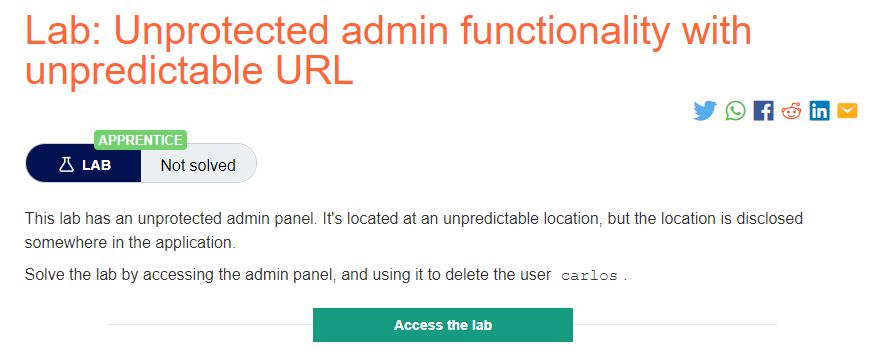 Lab: Unprotected admin functionality with
unpredictable URL
APPRENTICE
LAB Not solved
This lab has an unprotected admin panel. It's located at an unpredictable location, but the location is disclosed
somewhere in the application.
Solve the lab by accessing the admin panel, and using it to delete the user carlos .
Access the lab